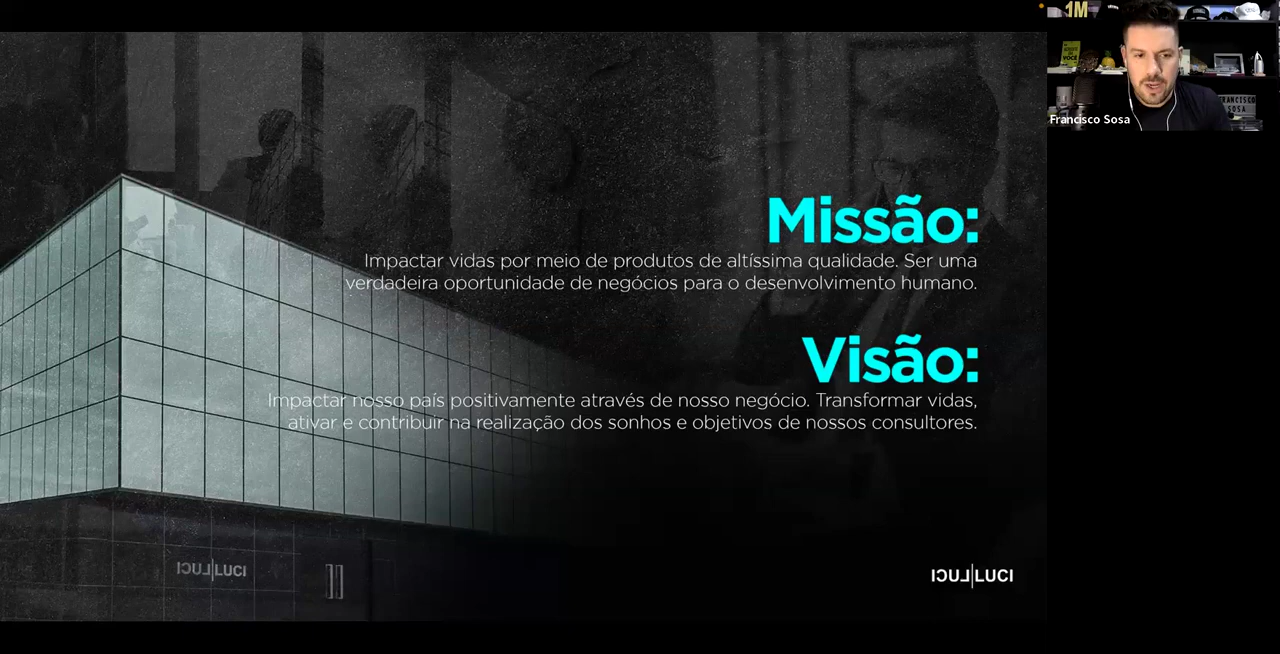 1M
Francisco Sosa
FRANCISCO
SOSA
Missão:
Impactar vidas por meio de produtos de altíssima qualidade. Ser uma
verdadeira oportunidade de negócios para o desenvolvimento humano.
Visão:
Impactar nosso país positivamente através de nosso negócio. Transformar vidas,
ativar e contribuir na realização dos sonhos e objetivos de nossos consultores.
LUCI
LUCI